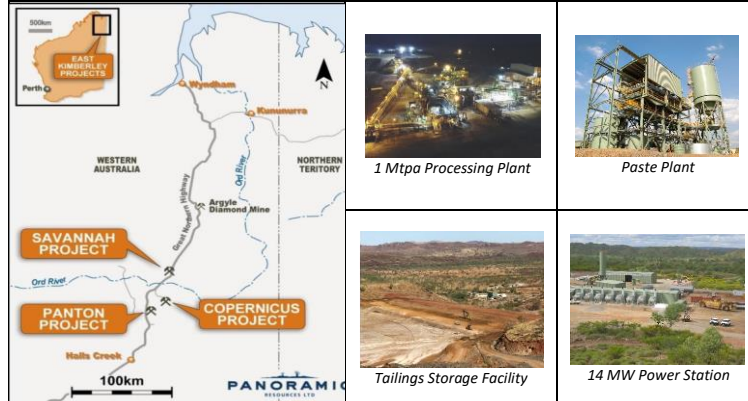 500km
EAST
KIMBERLEY
PROJECTS
Perth
Wyndham
Kununurra
WESTERN
AUSTRALIA
NORTHERN
TERRITORY
Ord River
Great Northern Highway
Argyle
Diamond Mine
SAVANNAH
PROJECT
Ord River
PANTON
PROJECT
COPERNICUS
PROJECT
Halls Creek
100km
PANORAMIC
RESOURCES LTD
1 Mtpa Processing Plant
Paste Plant
Tailings Storage Facility
14 MW Power Station